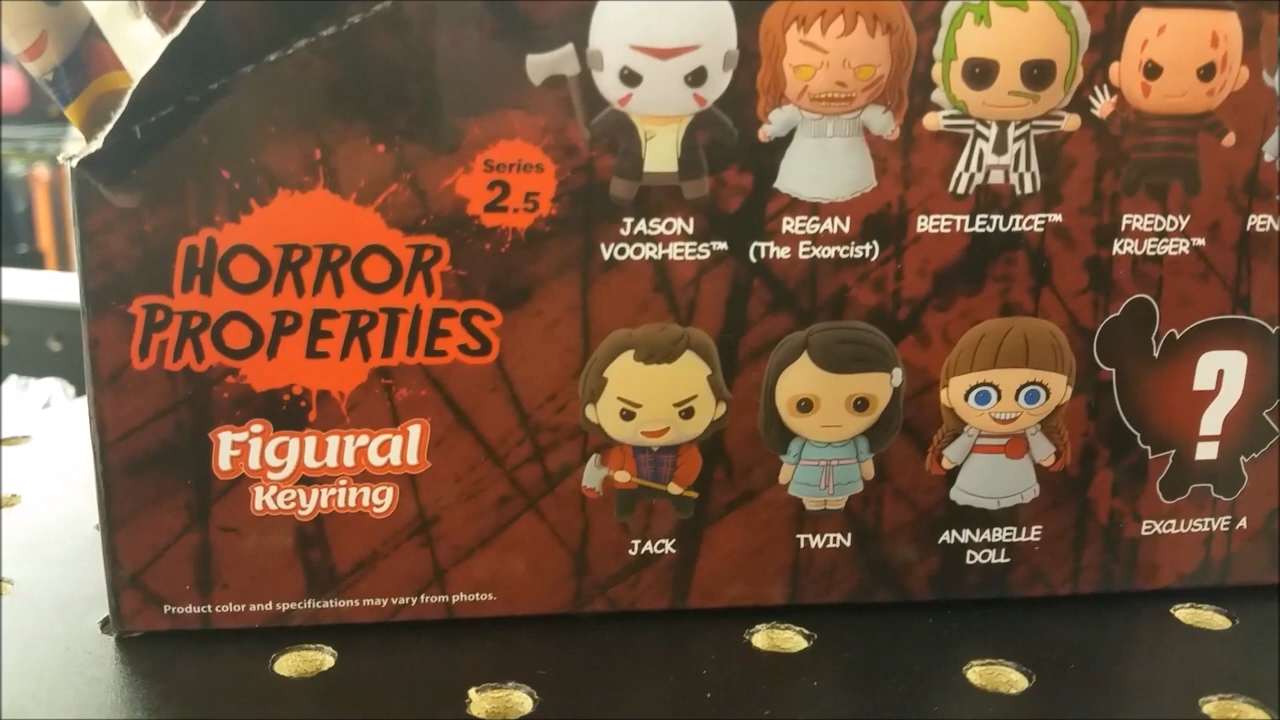 Series
2.5
HORROR
PROPERTIES
Figural
Keyring
JASON
VOORHEES™
REGAN
(The Exorcist)
BEETLEJUICE™
FREDDY
KRUEGER™
PEN
JACK
TWIN
ANNABELLE
DOLL
?
EXCLUSIVE A
Product color and specifications may vary from photos.